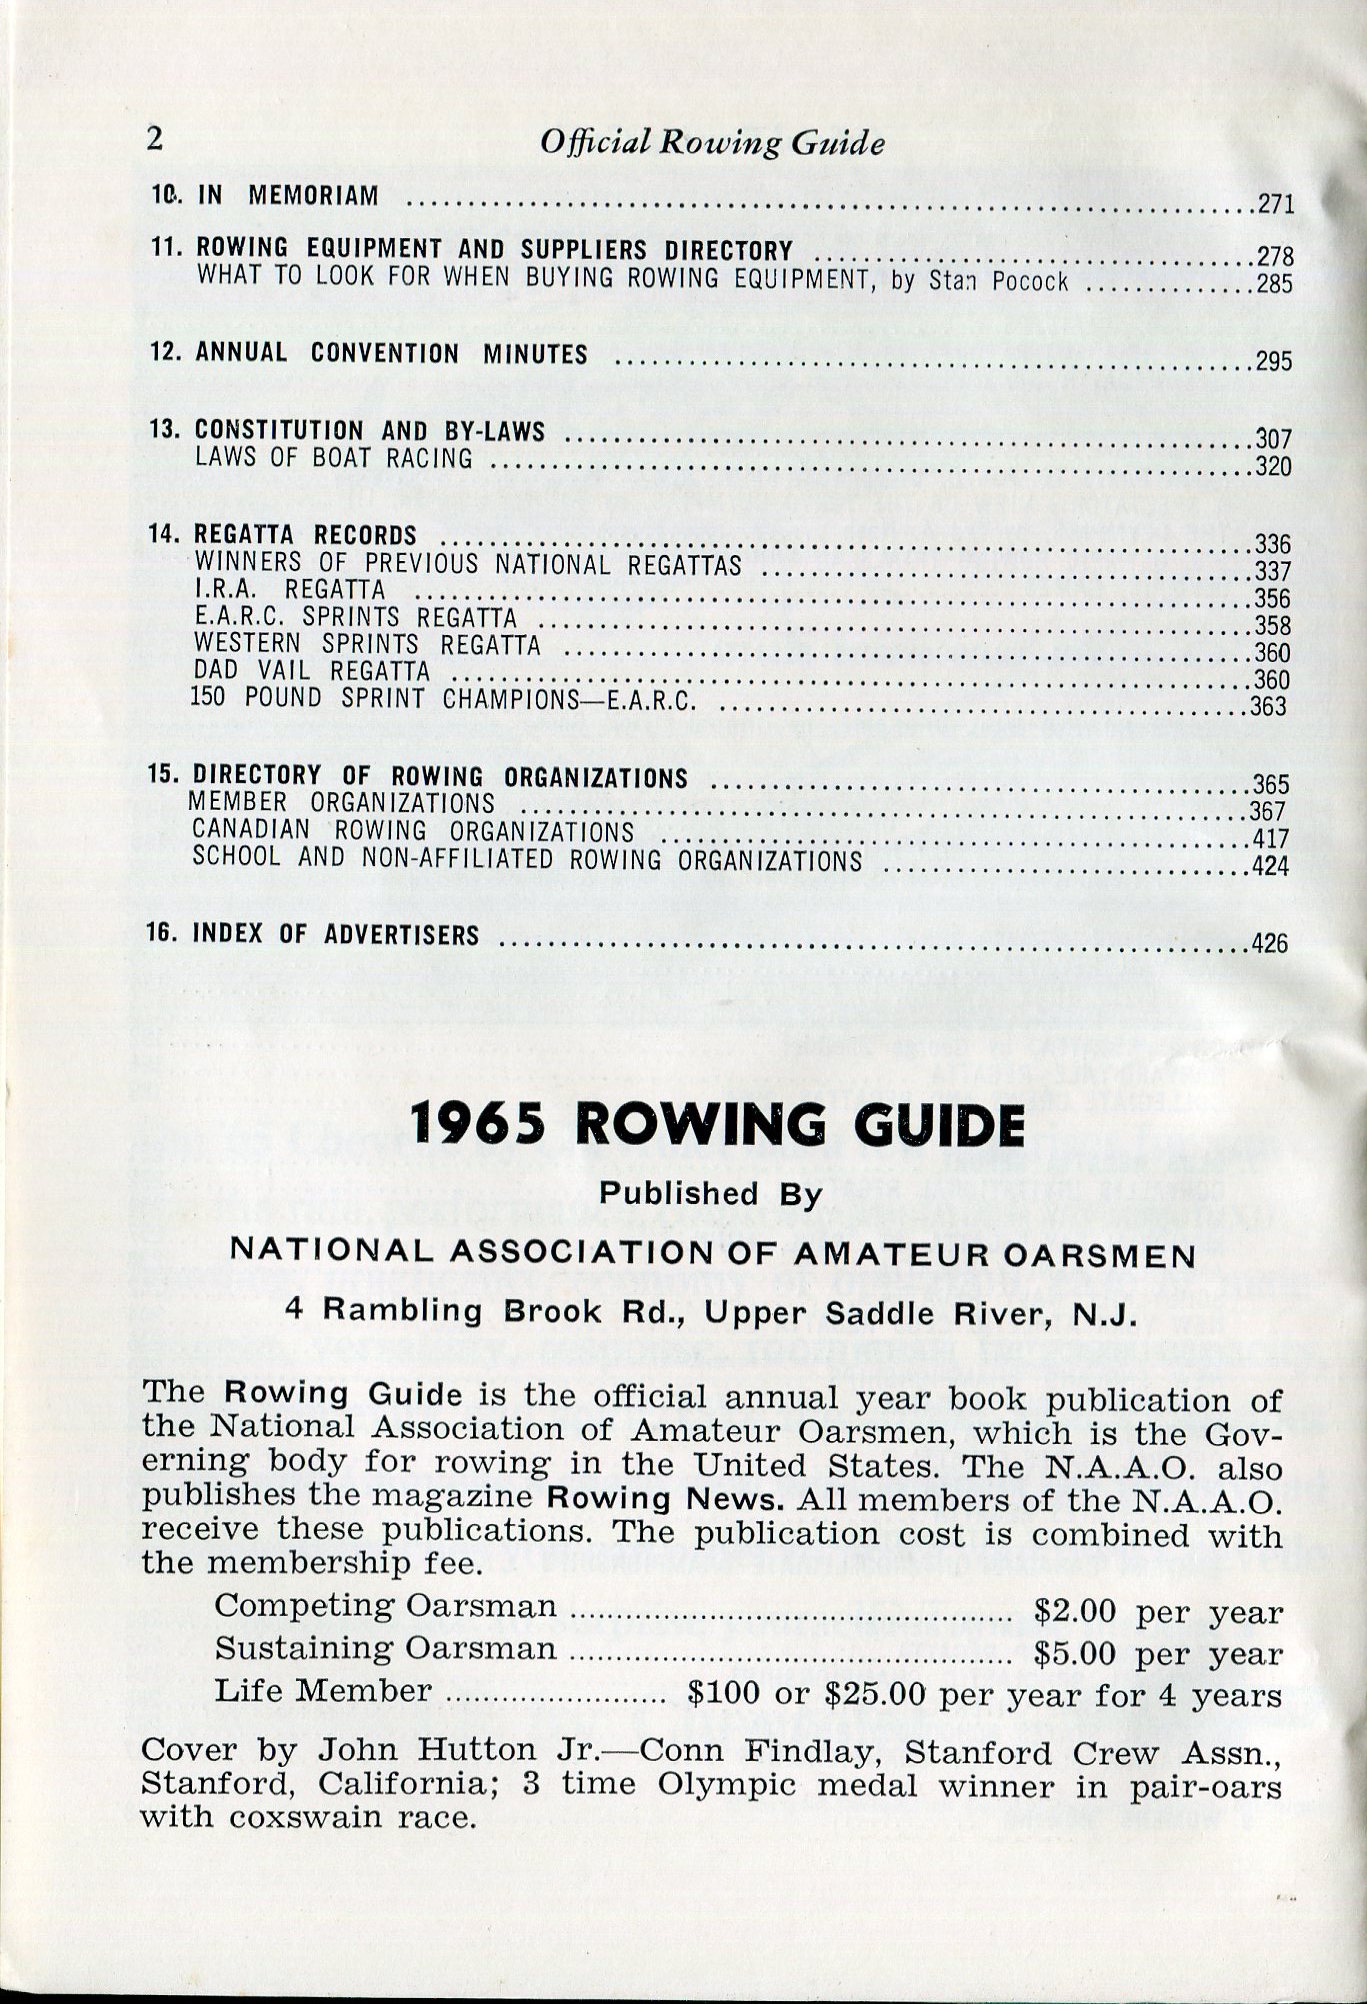 2 Official Rowing Guide
10. IN MEMORIAM ........................................ 271
11. ROWING EQUIPMENT AND SUPPLIERS DIRECTORY ........................................ 278
WHAT TO LOOK FOR WHEN BUYING ROWING EQUIPMENT, by Stan Pocock .............. 285
12. ANNUAL CONVENTION MINUTES ........................................ 295
13. CONSTITUTION AND BY-LAWS ........................................ 307
LAWS OF BOAT RACING ........................................ 320
14. REGATTA RECORDS ........................................ 336
WINNERS OF PREVIOUS NATIONAL REGATTAS ........................................ 337
I.R.A. REGATTA ........................................ 356
E.A.R.C. SPRINTS REGATTA ........................................ 358
WESTERN SPRINTS REGATTA ........................................ 360
DAD VAIL REGATTA ........................................ 360
150 POUND SPRINT CHAMPIONS—E.A.R.C. ........................................ 363
15. DIRECTORY OF ROWING ORGANIZATIONS ........................................ 365
MEMBER ORGANIZATIONS ........................................ 367
CANADIAN ROWING ORGANIZATIONS ........................................ 417
SCHOOL AND NON-AFFILIATED ROWING ORGANIZATIONS .............................. 424
16. INDEX OF ADVERTISERS ........................................ 426
1965 ROWING GUIDE
Published By
NATIONAL ASSOCIATION OF AMATEUR OARSMEN
4 Rambling Brook Rd., Upper Saddle River, N.J.
The Rowing Guide is the official annual year book publication of
the National Association of Amateur Oarsmen, which is the Gov-
erning body for rowing in the United States. The N.A.A.O. also
publishes the magazine Rowing News. All members of the N.A.A.O.
receive these publications. The publication cost is combined with
the membership fee.
Competing Oarsman ........................................ $2.00 per year
Sustaining Oarsman ........................................ $5.00 per year
Life Member ....................... $100 or $25.00 per year for 4 years
Cover by John Hutton Jr.—Conn Findlay, Stanford Crew Assn.,
Stanford, California; 3 time Olympic medal winner in pair-oars
with coxswain race.